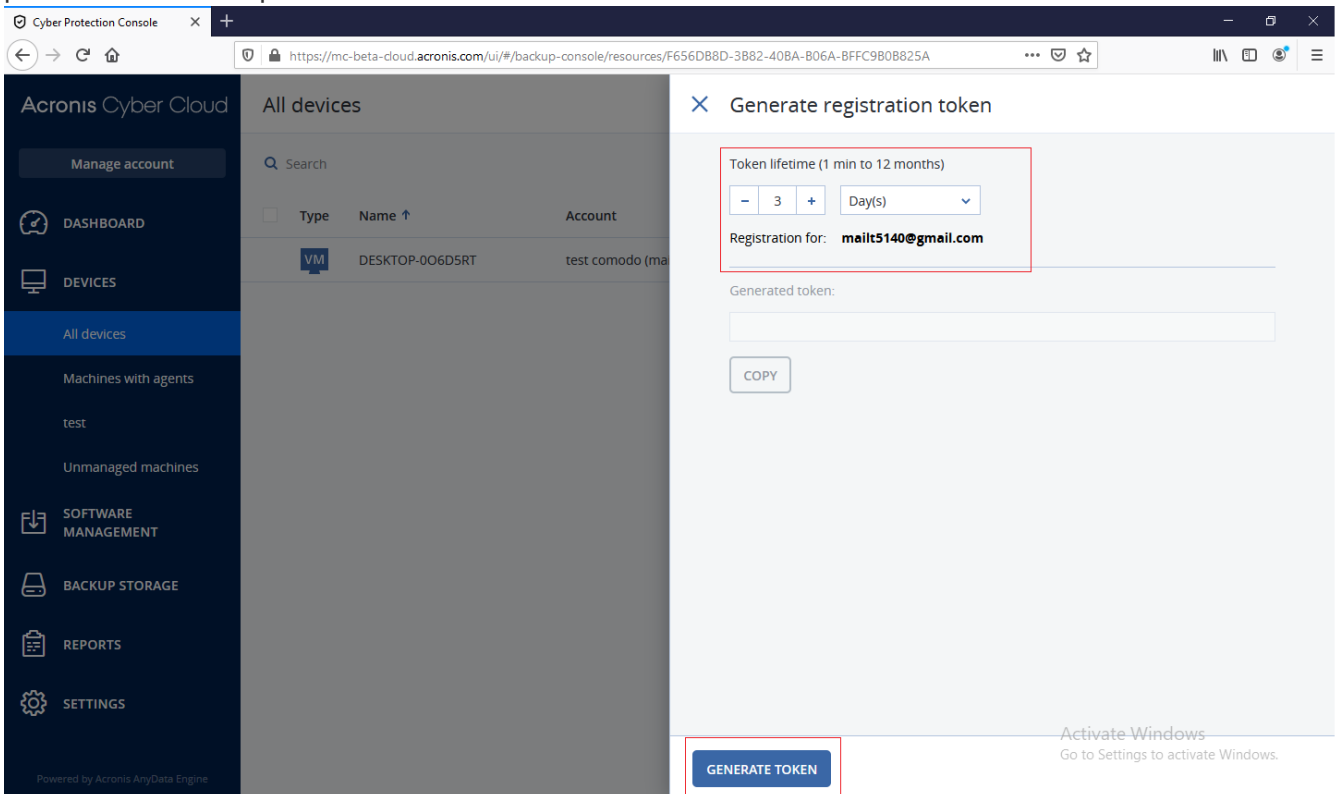 Cyber Protection Console
https://mc-beta-cloud.acronis.com/ui/#/backup-console/resources/F656DB8D-3B82-40BA-B06A-BFFC9B0B825A
Acronis Cyber Cloud
Manage account
DASHBOARD
DEVICES
All devices
Machines with agents
test
Unmanaged machines
SOFTWARE
MANAGEMENT
BACKUP STORAGE
REPORTS
SETTINGS
Powered by Acronis AnyData Engine
All devices
Search
Type Name ↑ Account
VM DESKTOP-0O6D5RT test comodo (ma
Generate registration token
Token lifetime (1 min to 12 months)
- 3 + Day(s)
Registration for: mailt5140@gmail.com
Generated token:
COPY
GENERATE TOKEN
Activate Windows
Go to Settings to activate Windows.